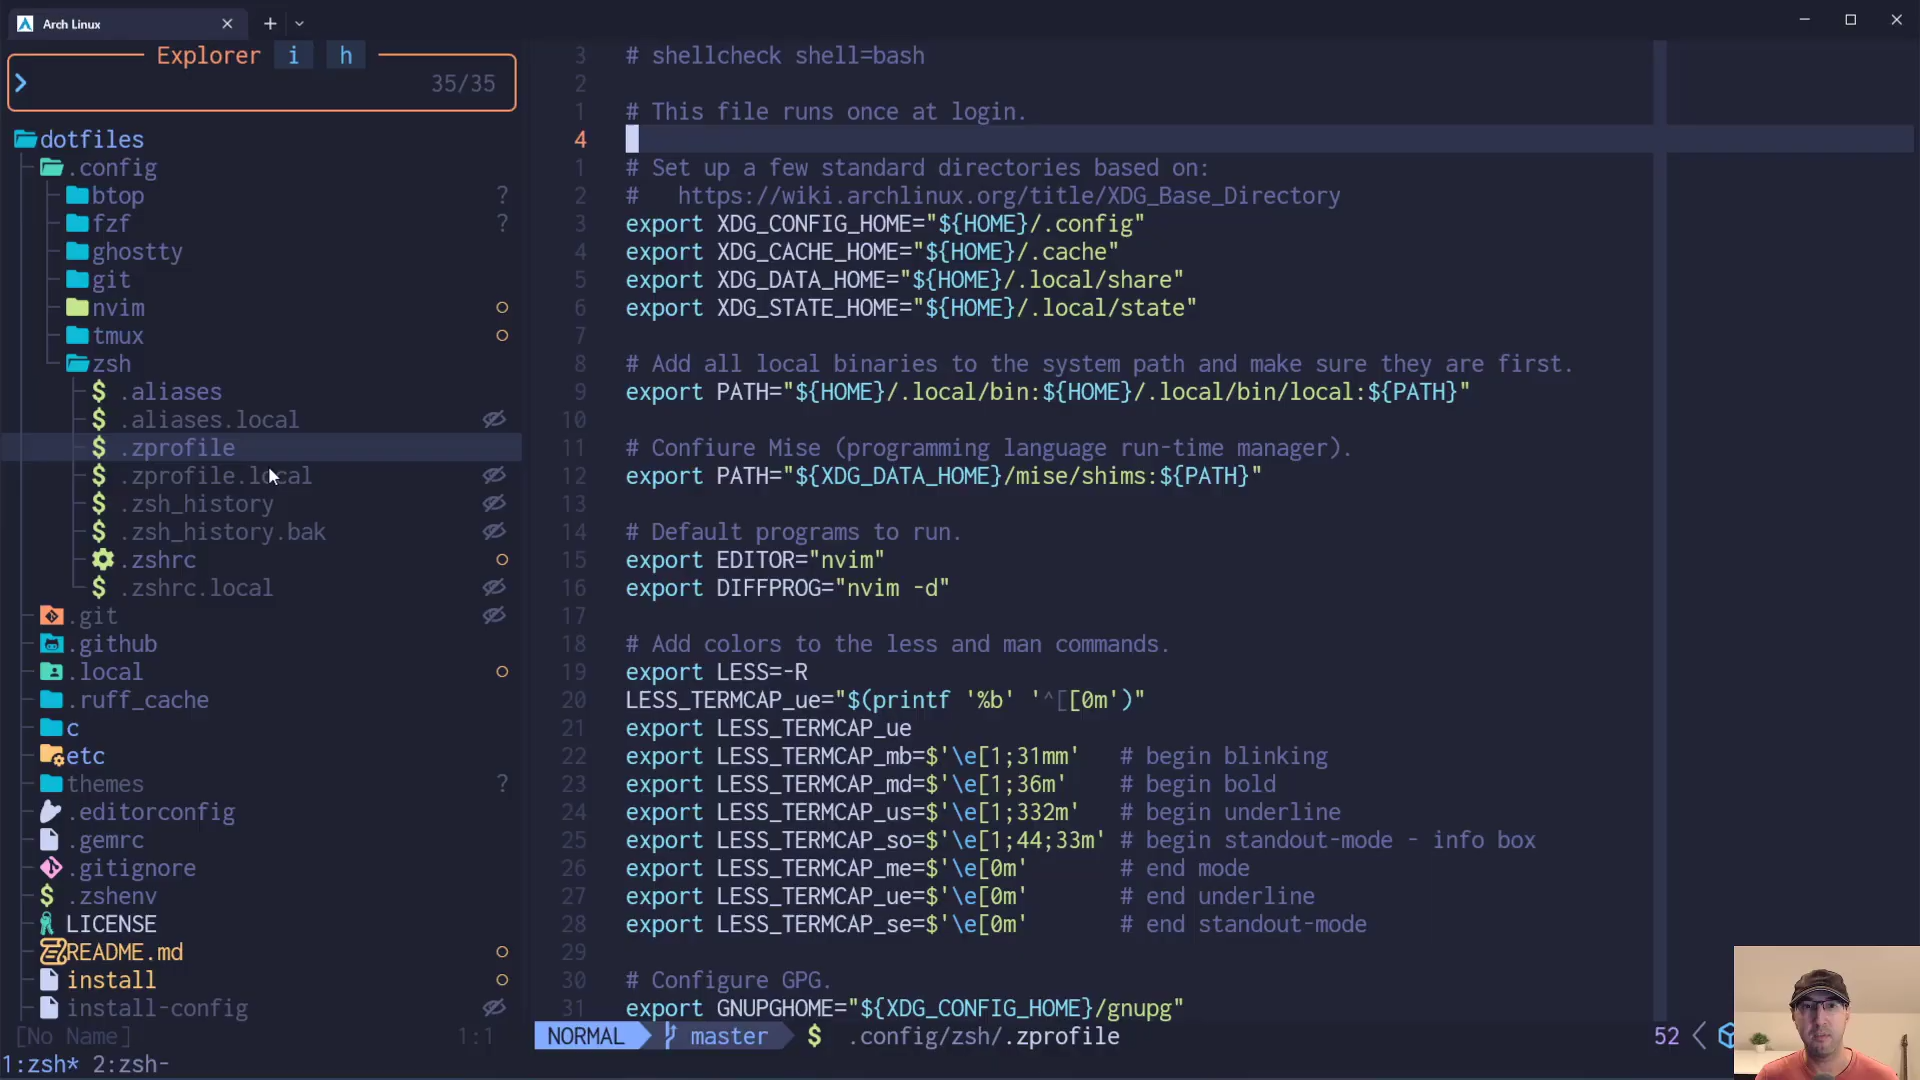 Arch Linux
Explorer i h
35/35
dotfiles
.config
btop ?
fzf ?
ghostty
git
nvim
tmux
zsh
.aliases
.aliases.local
.zprofile
.zprofile.local
.zsh_history
.zsh_history.bak
.zshrc
.zshrc.local
.git
.github
.local
.ruff_cache
c
etc
themes ?
.editorconfig
.gemrc
.gitignore
.zshenv
LICENSE
README.md
install
install-config
[No Name] 1:1
3 # shellcheck shell=bash
2
1 # This file runs once at login.
4
1 # Set up a few standard directories based on:
2 #   https://wiki.archlinux.org/title/XDG_Base_Directory
3 export XDG_CONFIG_HOME="${HOME}/.config"
4 export XDG_CACHE_HOME="${HOME}/.cache"
5 export XDG_DATA_HOME="${HOME}/.local/share"
6 export XDG_STATE_HOME="${HOME}/.local/state"
7
8 # Add all local binaries to the system path and make sure they are first.
9 export PATH="${HOME}/.local/bin:${HOME}/.local/bin/local:${PATH}"
10
11 # Confiure Mise (programming language run-time manager).
12 export PATH="${XDG_DATA_HOME}/mise/shims:${PATH}"
13
14 # Default programs to run.
15 export EDITOR="nvim"
16 export DIFFPROG="nvim -d"
17
18 # Add colors to the less and man commands.
19 export LESS=-R
20 LESS_TERMCAP_ue="$(printf '%b' '^[[0m')"
21 export LESS_TERMCAP_ue
22 export LESS_TERMCAP_mb=$'\e[1;31mm'   # begin blinking
23 export LESS_TERMCAP_md=$'\e[1;36m'    # begin bold
24 export LESS_TERMCAP_us=$'\e[1;332m'   # begin underline
25 export LESS_TERMCAP_so=$'\e[1;44;33m' # begin standout-mode - info box
26 export LESS_TERMCAP_me=$'\e[0m'       # end mode
27 export LESS_TERMCAP_ue=$'\e[0m'       # end underline
28 export LESS_TERMCAP_se=$'\e[0m'       # end standout-mode
29
30 # Configure GPG.
31 export GNUPGHOME="${XDG_CONFIG_HOME}/gnupg"
NORMAL master $ .config/zsh/.zprofile 52
1:zsh* 2:zsh-